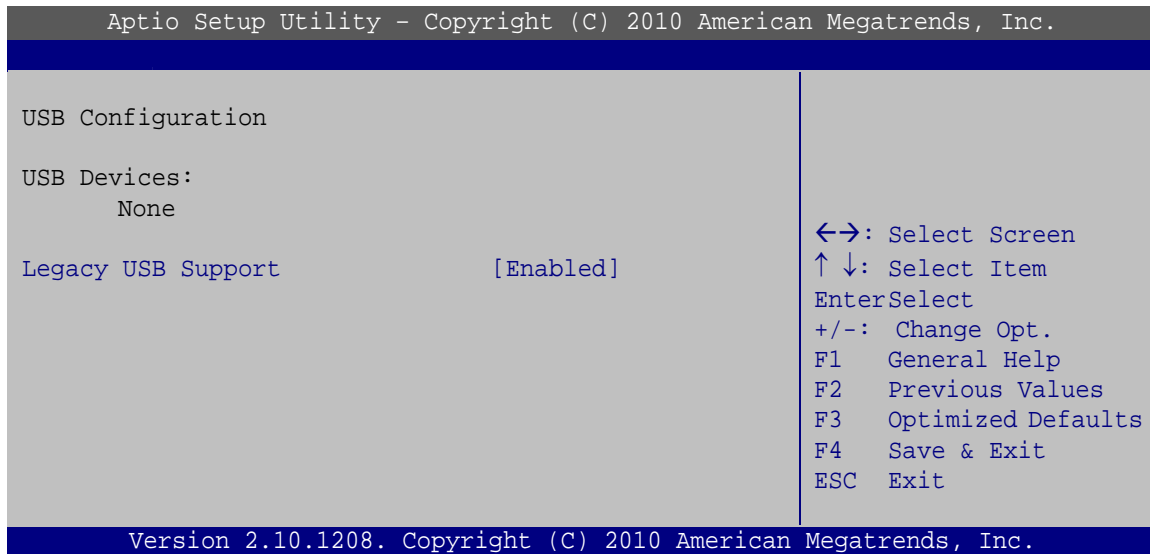 Aptio Setup Utility – Copyright (C) 2010 American Megatrends, Inc.
USB Configuration
USB Devices:
None
Legacy USB Support [Enabled]
←→: Select Screen
↑ ↓: Select Item
EnterSelect
+/-: Change Opt.
F1 General Help
F2 Previous Values
F3 Optimized Defaults
F4 Save & Exit
ESC Exit
Version 2.10.1208. Copyright (C) 2010 American Megatrends, Inc.